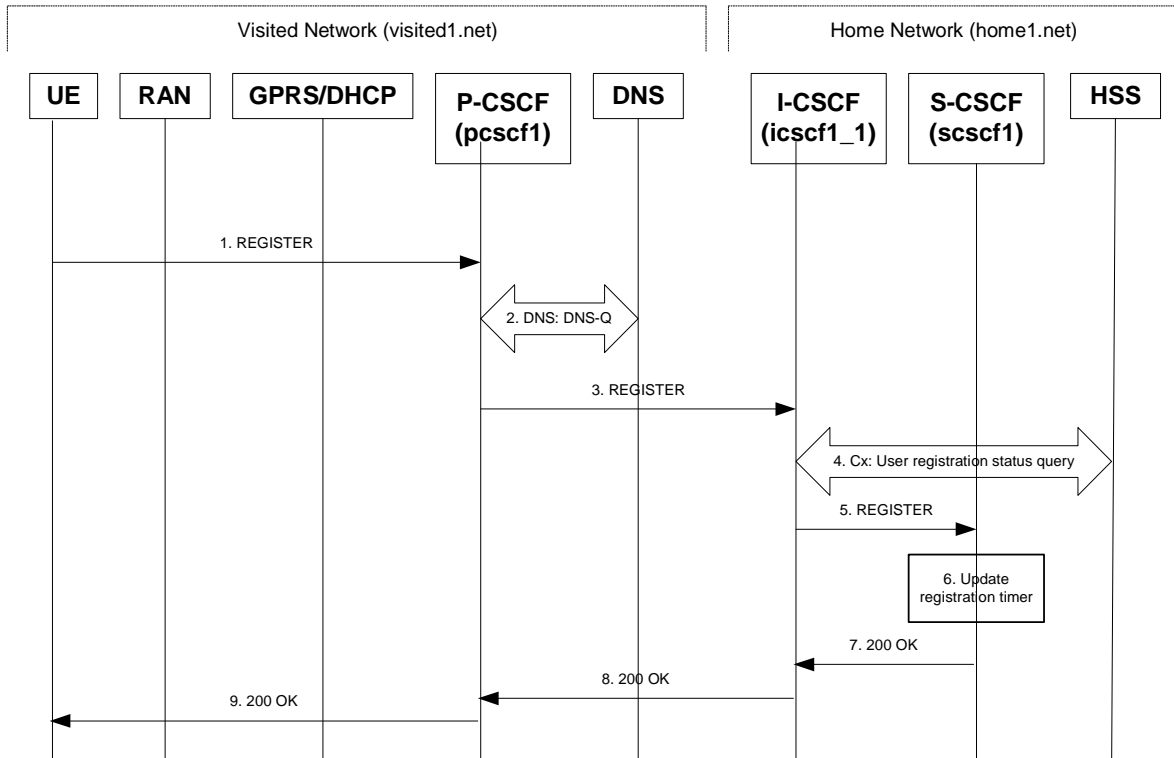 Visited Network (visited1.net)
Home Network (home1.net)
UE
RAN
GPRS/DHCP
P-CSCF
(pcscf1)
DNS
I-CSCF
(icscf1_1)
S-CSCF
(scscf1)
HSS
1. REGISTER
2. DNS: DNS-Q
3. REGISTER
4. Cx: User registration status query
5. REGISTER
6. Update
registration timer
7. 200 OK
8. 200 OK
9. 200 OK